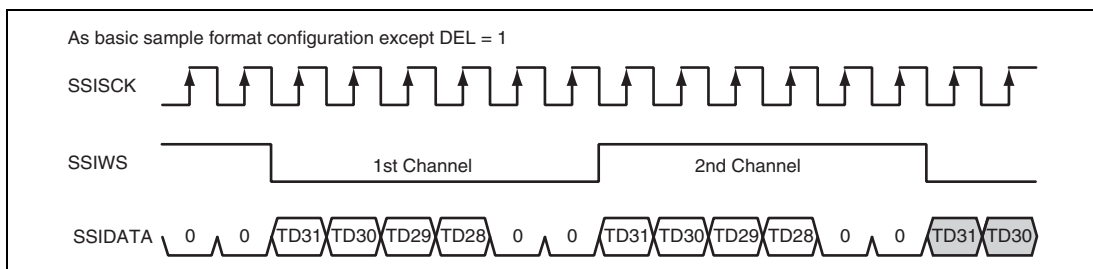 As basic sample format configuration except DEL = 1
SSISCK
SSIWS 1st Channel 2nd Channel
SSIDATA 0 0 TD31 TD30 TD29 TD28 0 0 TD31 TD30 TD29 TD28 0 0 TD31 TD30